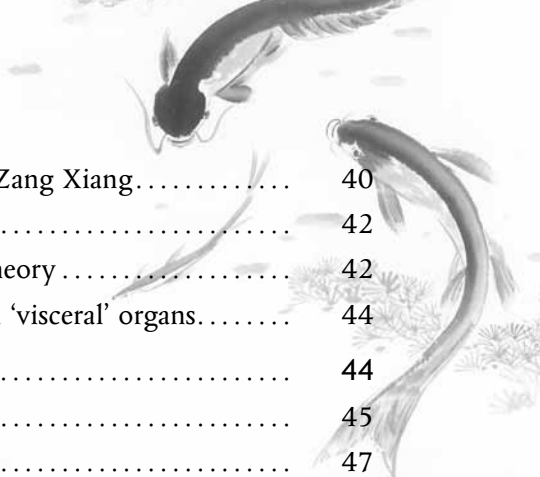 Zang Xiang............. 40
........................ 42
heory .................. 42
'visceral' organs........ 44
........................ 44
........................ 45
........................ 47